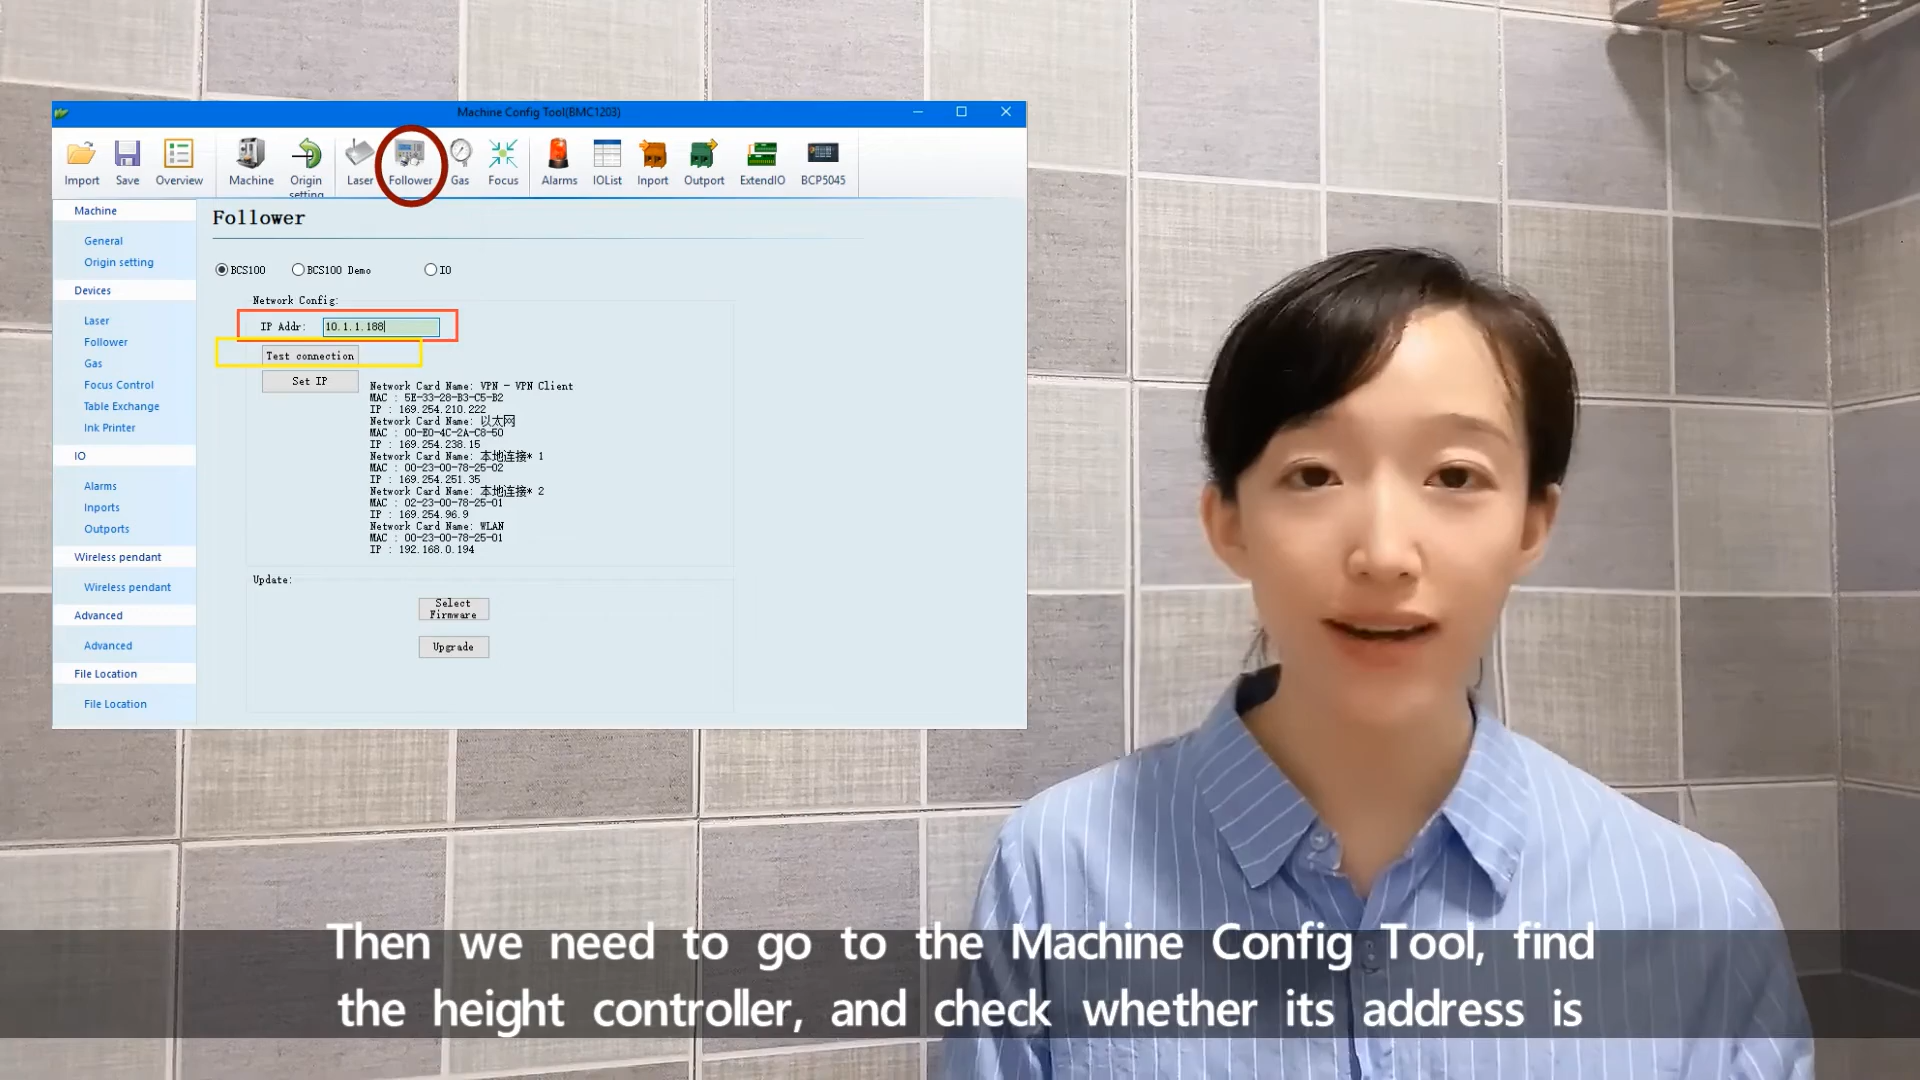 Machine Config Tool(BMC1203)
Import Save Overview Machine Origin setting Laser Follower Gas Focus Alarms IOList Inport Outport ExtendIO BCP5045
Machine
General
Origin setting
Devices
Laser
Follower
Gas
Focus Control
Table Exchange
Ink Printer
IO
Alarms
Inports
Outports
Wireless pendant
Wireless pendant
Advanced
Advanced
File Location
File Location
Follower
BCS100 BCS100 Demo IO
Network Config:
IP Addr: 10.1.1.188
Test connection
Set IP
Network Card Name: VPN - VPN Client
MAC : 5E-33-28-B3-C5-B2
IP : 169.254.210.222
Network Card Name: 以太网
MAC : 00-E0-4C-2A-C8-50
IP : 169.254.238.15
Network Card Name: 本地连接* 1
MAC : 00-23-00-78-25-02
IP : 169.254.251.35
Network Card Name: 本地连接* 2
MAC : 02-23-00-78-25-01
IP : 169.254.96.9
Network Card Name: WLAN
MAC : 00-23-00-78-25-01
IP : 192.168.0.194
Update:
Select
Firmware
Upgrade
Then we need to go to the Machine Config Tool, find
the height controller, and check whether its address is